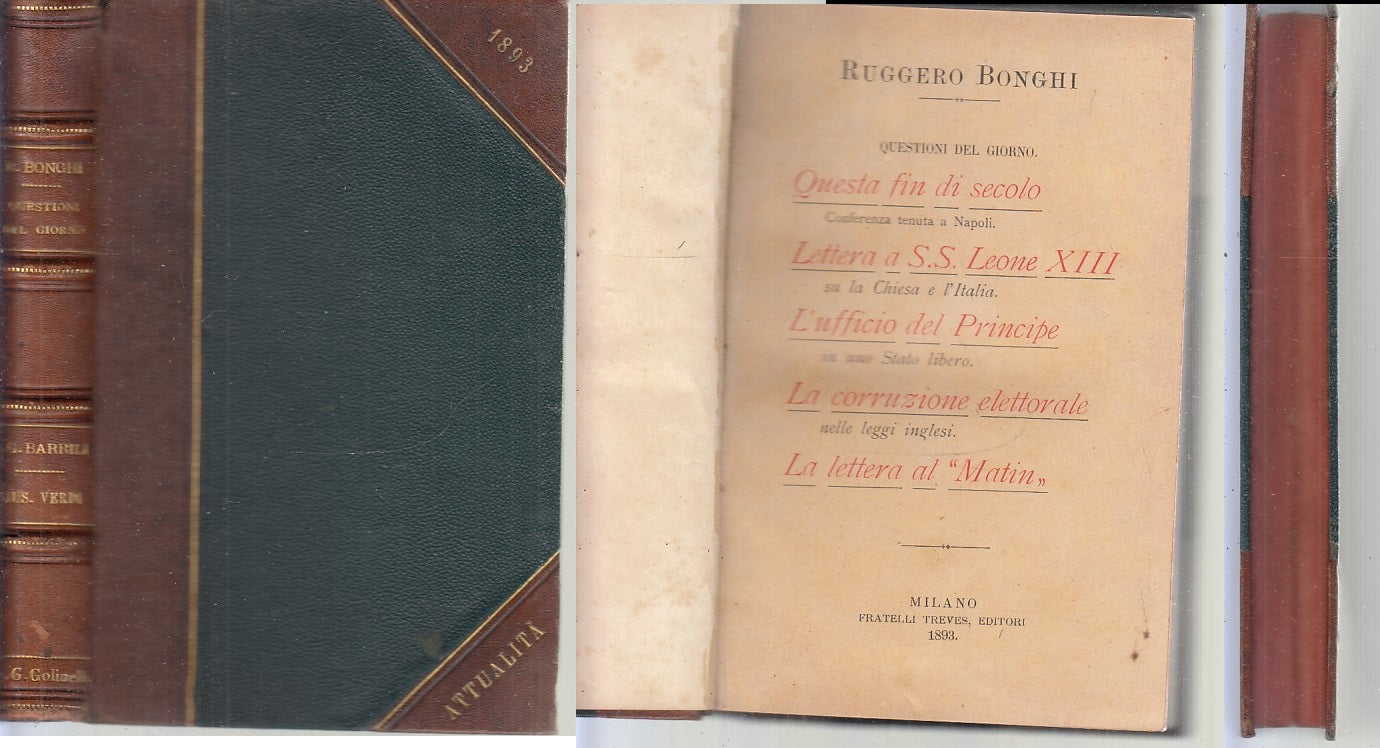 BONGHI
QUESTIONI
DEL GIORNO
G. BARRILI
VERDI
G. Golinelli
1893
ATTUALITÀ
RUGGERO BONGHI
QUESTIONI DEL GIORNO.
Questa fin di secolo
Conferenza tenuta a Napoli.
Lettera a S.S. Leone XIII
su la Chiesa e l'Italia.
L'ufficio del Principe
in uno Stato libero.
La corruzione elettorale
nelle leggi inglesi.
La lettera al "Matin„
MILANO
FRATELLI TREVES, EDITORI
1893.